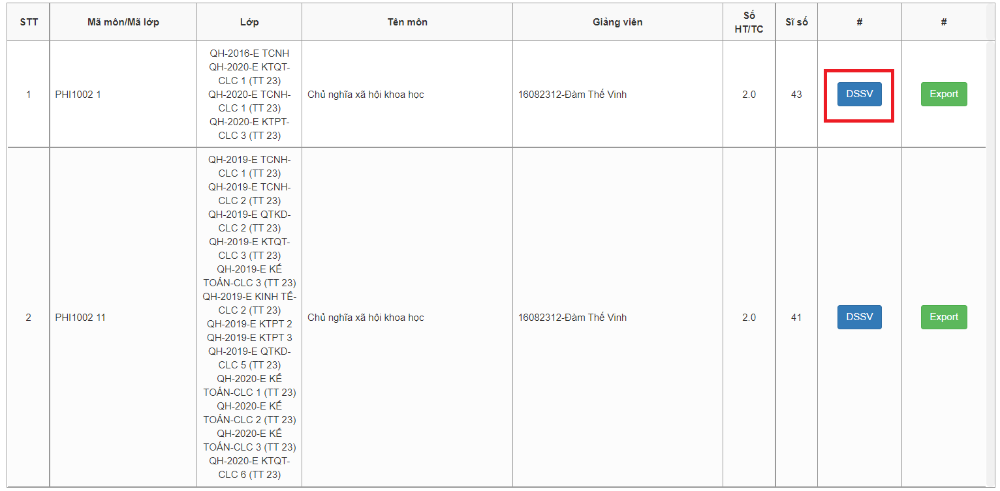 STT
Mã môn/Mã lớp
Lớp
Tên môn
Giảng viên
Số
HT/TC
Sĩ số
#
#
1
PHI1002 1
QH-2016-E TCNH
QH-2020-E KTQT-
CLC 1 (TT 23)
QH-2020-E TCNH-
CLC 1 (TT 23)
QH-2020-E KTPT-
CLC 3 (TT 23)
Chủ nghĩa xã hội khoa học
16082312-Đàm Thế Vinh
2.0
43
DSSV
Export
2
PHI1002 11
QH-2019-E TCNH-
CLC 1 (TT 23)
QH-2019-E TCNH-
CLC 2 (TT 23)
QH-2019-E QTKD-
CLC 2 (TT 23)
QH-2019-E KTQT-
CLC 3 (TT 23)
QH-2019-E KẾ
TOÁN-CLC 3 (TT 23)
QH-2019-E KINH TẾ-
CLC 2 (TT 23)
QH-2019-E KTPT 2
QH-2019-E KTPT 3
QH-2019-E QTKD-
CLC 5 (TT 23)
QH-2020-E KẾ
TOÁN-CLC 1 (TT 23)
QH-2020-E KẾ
TOÁN-CLC 2 (TT 23)
QH-2020-E KẾ
TOÁN-CLC 3 (TT 23)
QH-2020-E KTQT-
CLC 6 (TT 23)
Chủ nghĩa xã hội khoa học
16082312-Đàm Thế Vinh
2.0
41
DSSV
Export